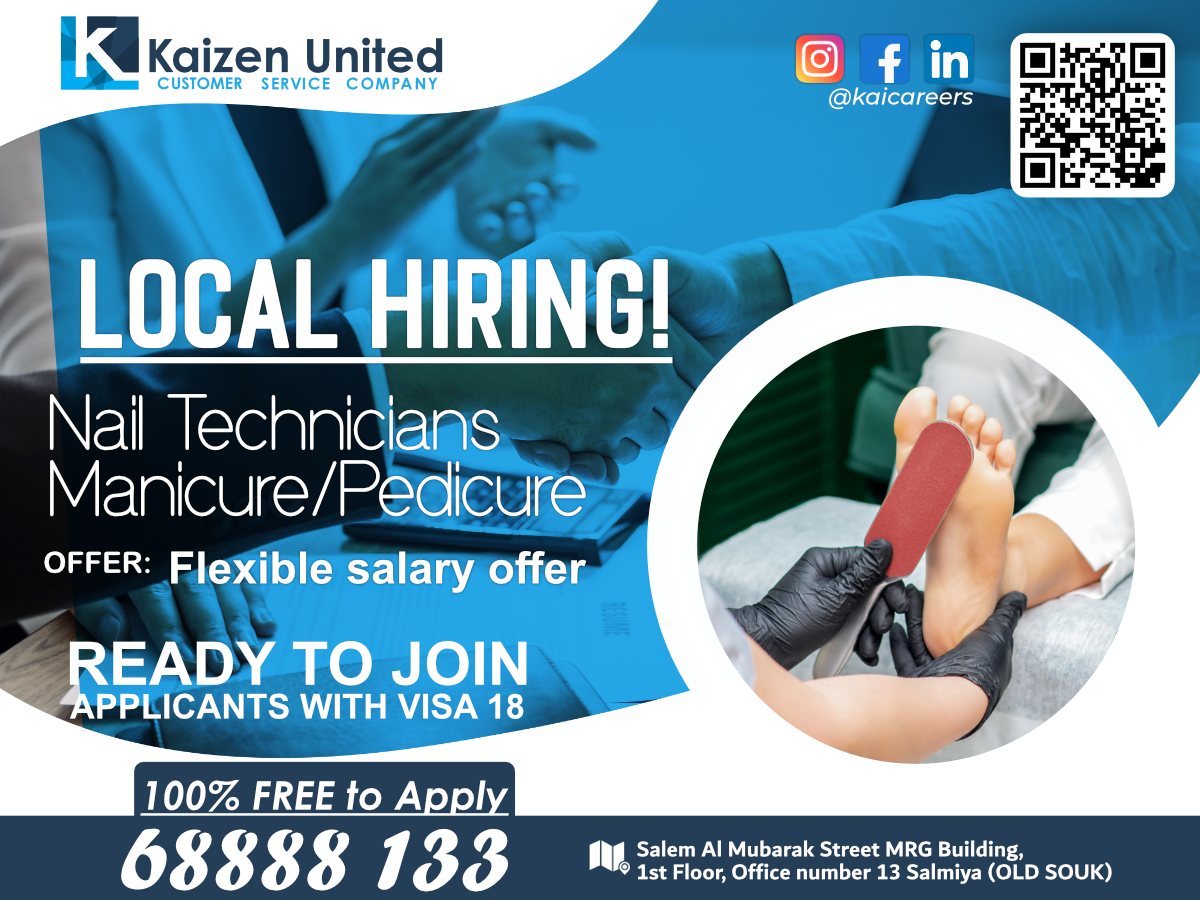 K
Kaizen United
CUSTOMER SERVICE COMPANY
in
@kaicareers
LOCAL HIRING!
Nail Technicians
Manicure/Pedicure
OFFER: Flexible salary offer
RESUME
READY TO JOIN
APPLICANTS WITH VISA 18
100% FREE to Apply
68888 133
Salem Al Mubarak Street MRG Building,
1st Floor, Office number 13 Salmiya (OLD SOUK)